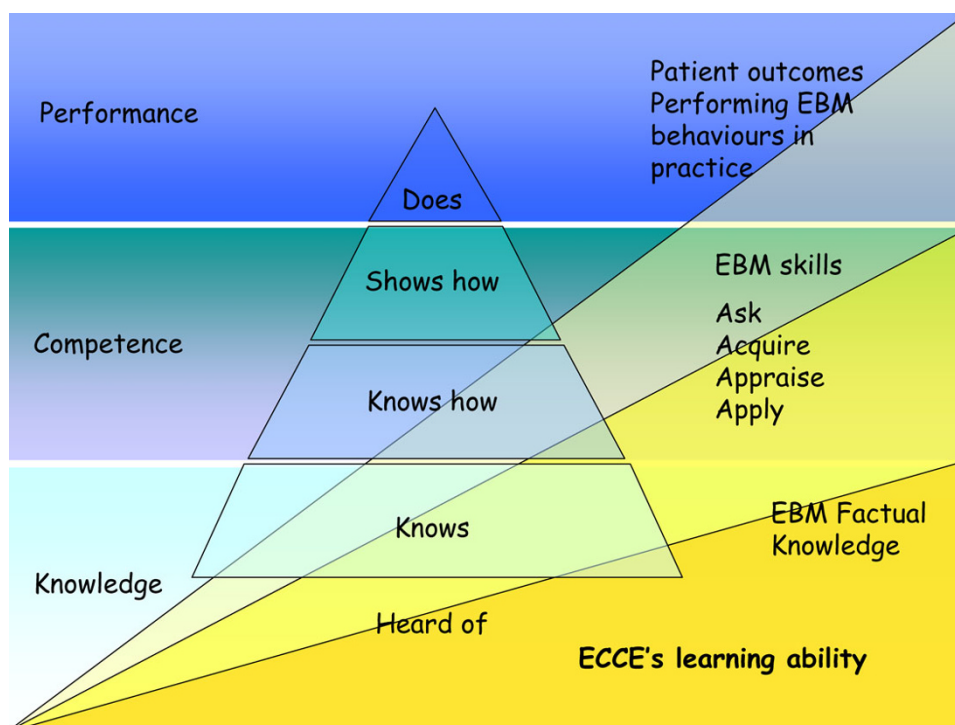 Performance
Does
Patient outcomes
Performing EBM
behaviours in
practice
Competence
Shows how
Knows how
EBM skills
Ask
Acquire
Appraise
Apply
Knowledge
Knows
Heard of
EBM Factual
Knowledge
ECCE's learning ability